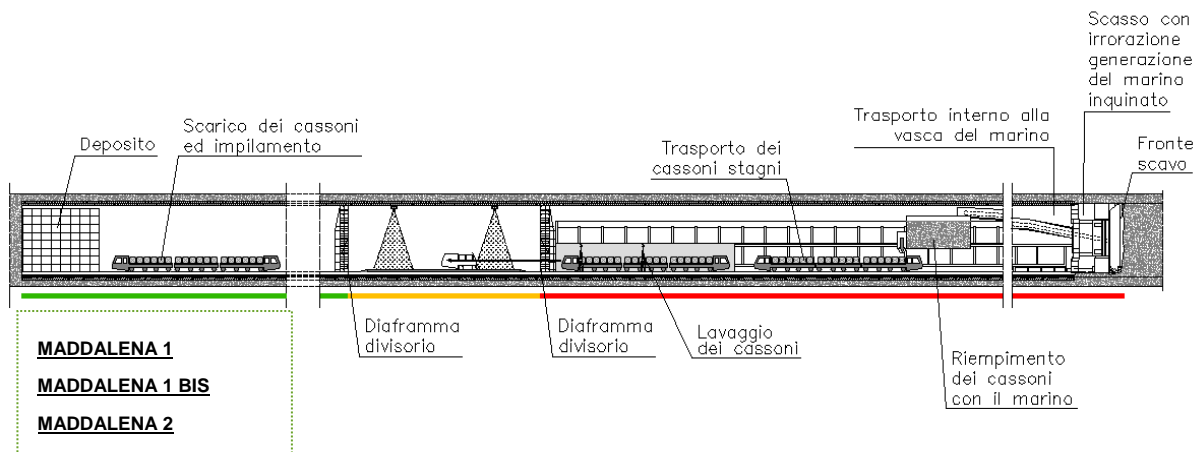 Scasso con
irrorazione
generazione
del marino
inquinato
Trasporto interno alla
vasca del marino
Fronte
scavo
Scarico dei cassoni
ed impilamento
Deposito
Trasporto dei
cassoni stagni
Diaframma
divisorio
Diaframma
divisorio
Lavaggio
dei cassoni
Riempimento
dei cassoni
con il marino
MADDALENA 1
MADDALENA 1 BIS
MADDALENA 2